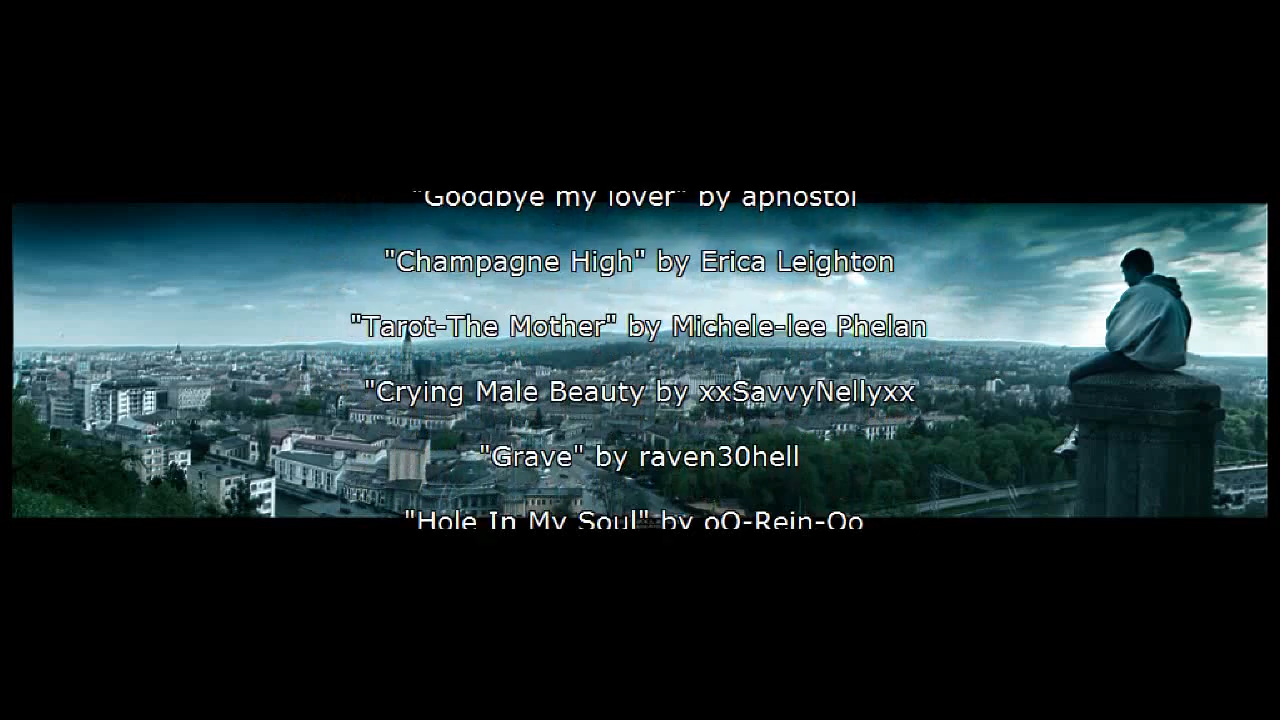 "Goodbye my lover" by aphostol
"Champagne High" by Erica Leighton
"Tarot-The Mother" by Michele-lee Phelan
"Crying Male Beauty by xxSavvyNellyxx
"Grave" by raven30hell
"Hole In My Soul" by oO-Rein-Oo